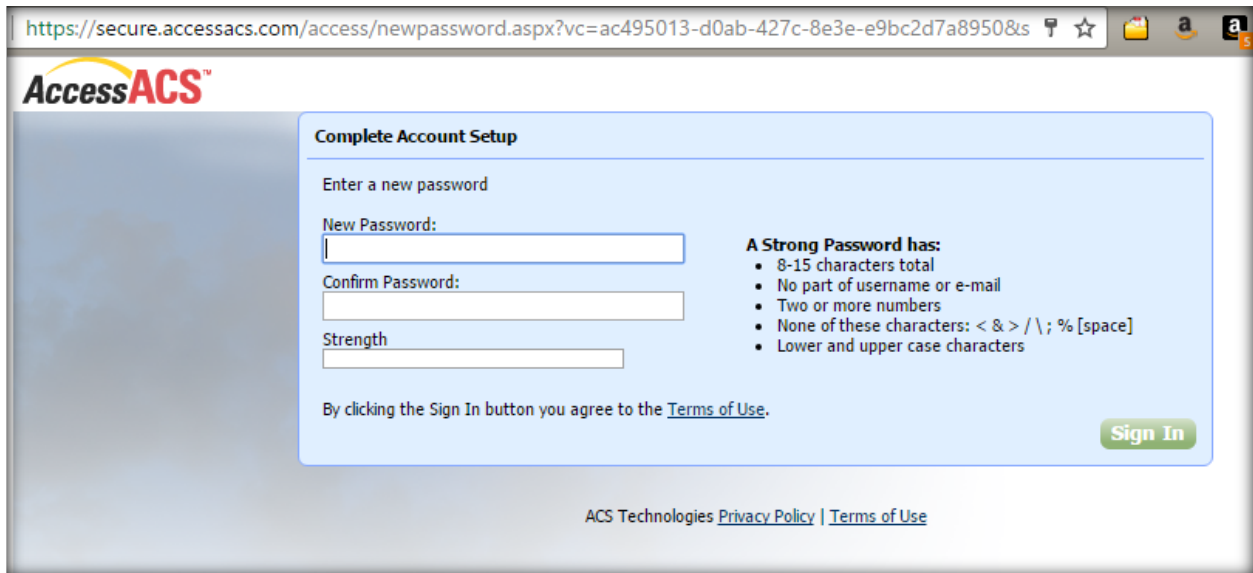 https://secure.accessacs.com/access/newpassword.aspx?vc=ac495013-d0ab-427c-8e3e-e9bc2d7a8950&s
a
a
5
AccessACS™
Complete Account Setup
Enter a new password
New Password:
Confirm Password:
Strength
A Strong Password has:
• 8-15 characters total
• No part of username or e-mail
• Two or more numbers
• None of these characters: < & > / \ ; % [space]
• Lower and upper case characters
By clicking the Sign In button you agree to the Terms of Use.
Sign In
ACS Technologies Privacy Policy | Terms of Use